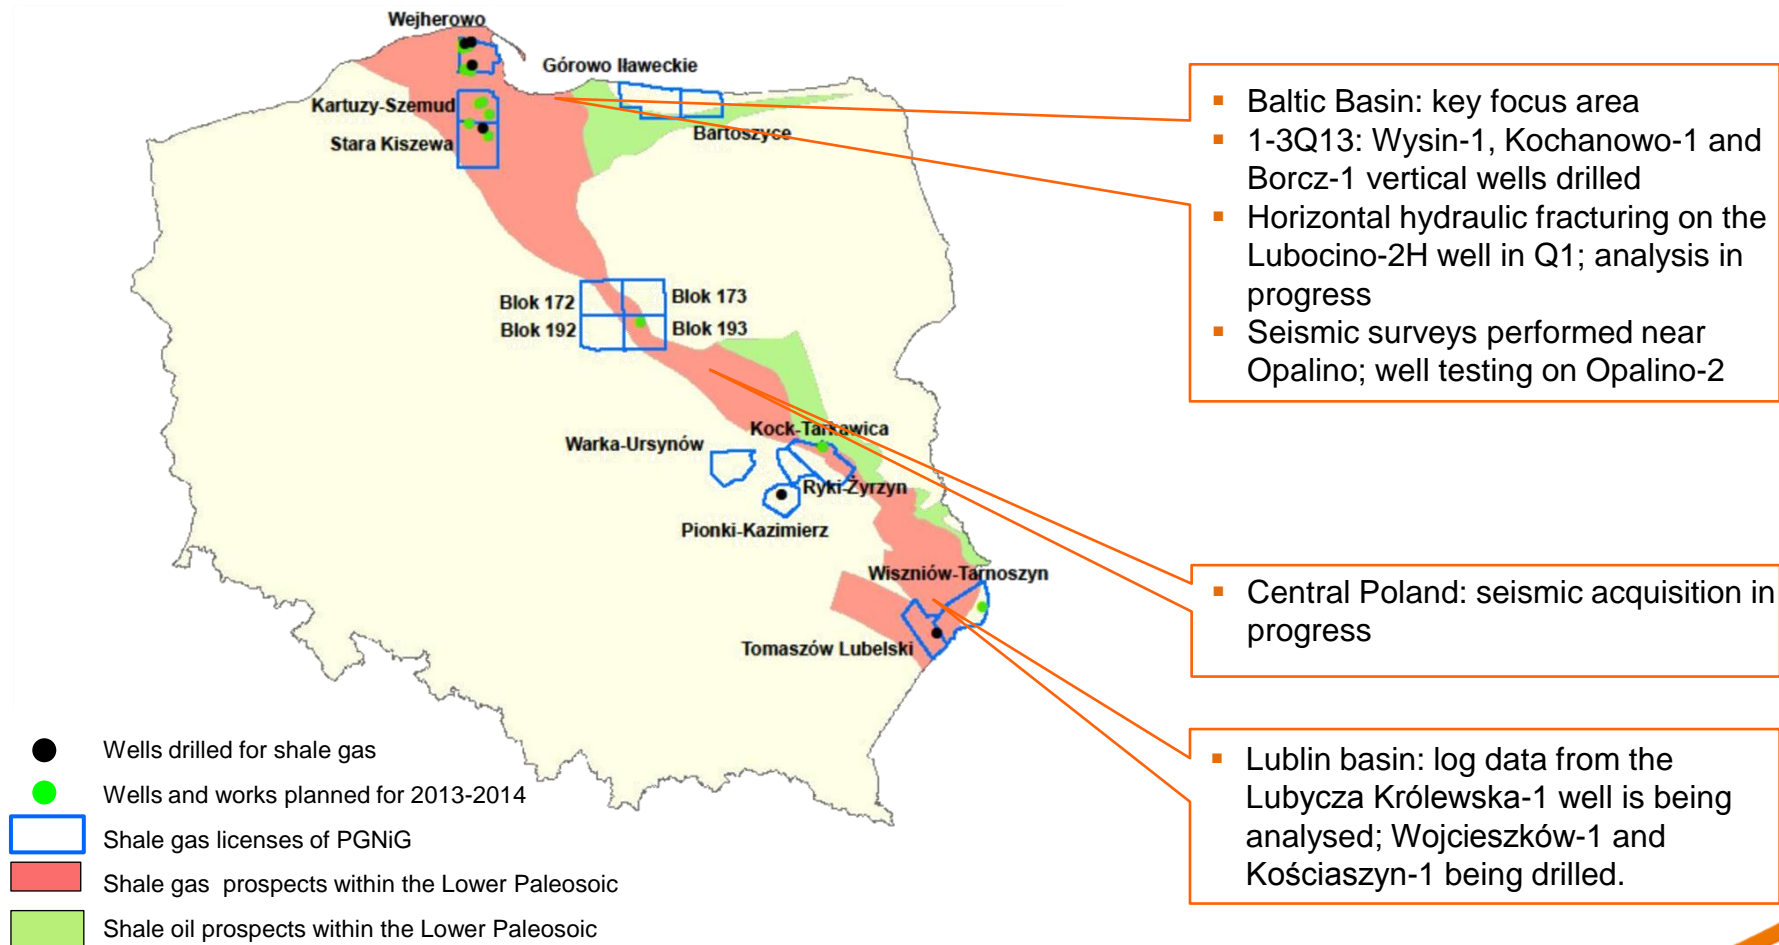 Wejherowo
Górowo Iławeckie
Kartuzy-Szemud
Bartoszyce
Stara Kiszewa
Blok 172
Blok 173
Blok 192
Blok 193
Kock-Tarkawica
Warka-Ursynów
Ryki-Żyrzyn
Pionki-Kazimierz
Wiszniów-Tarnoszyn
Tomaszów Lubelski
▪ Baltic Basin: key focus area
▪ 1-3Q13: Wysin-1, Kochanowo-1 and
Borcz-1 vertical wells drilled
▪ Horizontal hydraulic fracturing on the
Lubocino-2H well in Q1; analysis in
progress
▪ Seismic surveys performed near
Opalino; well testing on Opalino-2
▪ Central Poland: seismic acquisition in
progress
▪ Lublin basin: log data from the
Lubycza Królewska-1 well is being
analysed; Wojcieszków-1 and
Kościaszyn-1 being drilled.
Wells drilled for shale gas
Wells and works planned for 2013-2014
Shale gas licenses of PGNiG
Shale gas prospects within the Lower Paleosoic
Shale oil prospects within the Lower Paleosoic